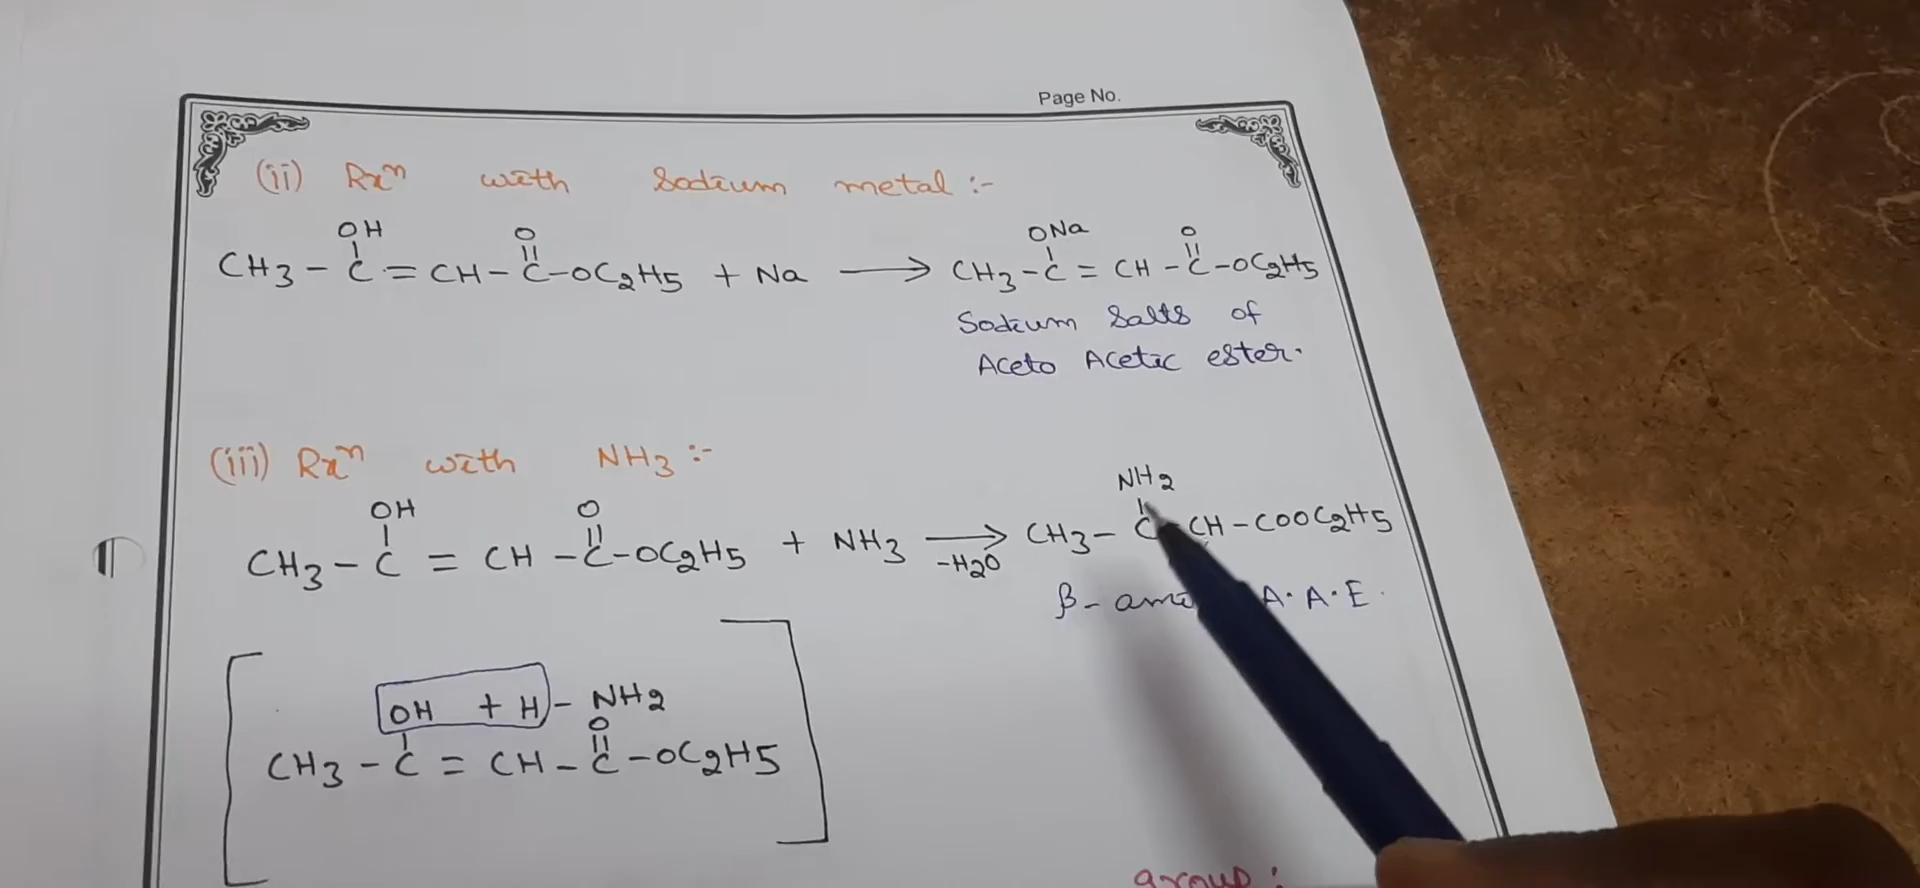 Page No.
(ii) Rxn with Sodium metal :-
OH O ONa O
CH3 - C = CH - C - OC2H5 + Na ⟶ CH3 - C = CH - C - OC2H5
Sodium Salts of
Aceto Acetic ester.
(iii) Rxn with NH3 :-
NH2
OH O
CH3 - C = CH - C - OC2H5 + NH3 ⟶ CH3 - C CH - COOC2H5
-H2O
β- A.A.E.
OH + H - NH2
O
CH3 - C = CH - C - OC2H5
group :